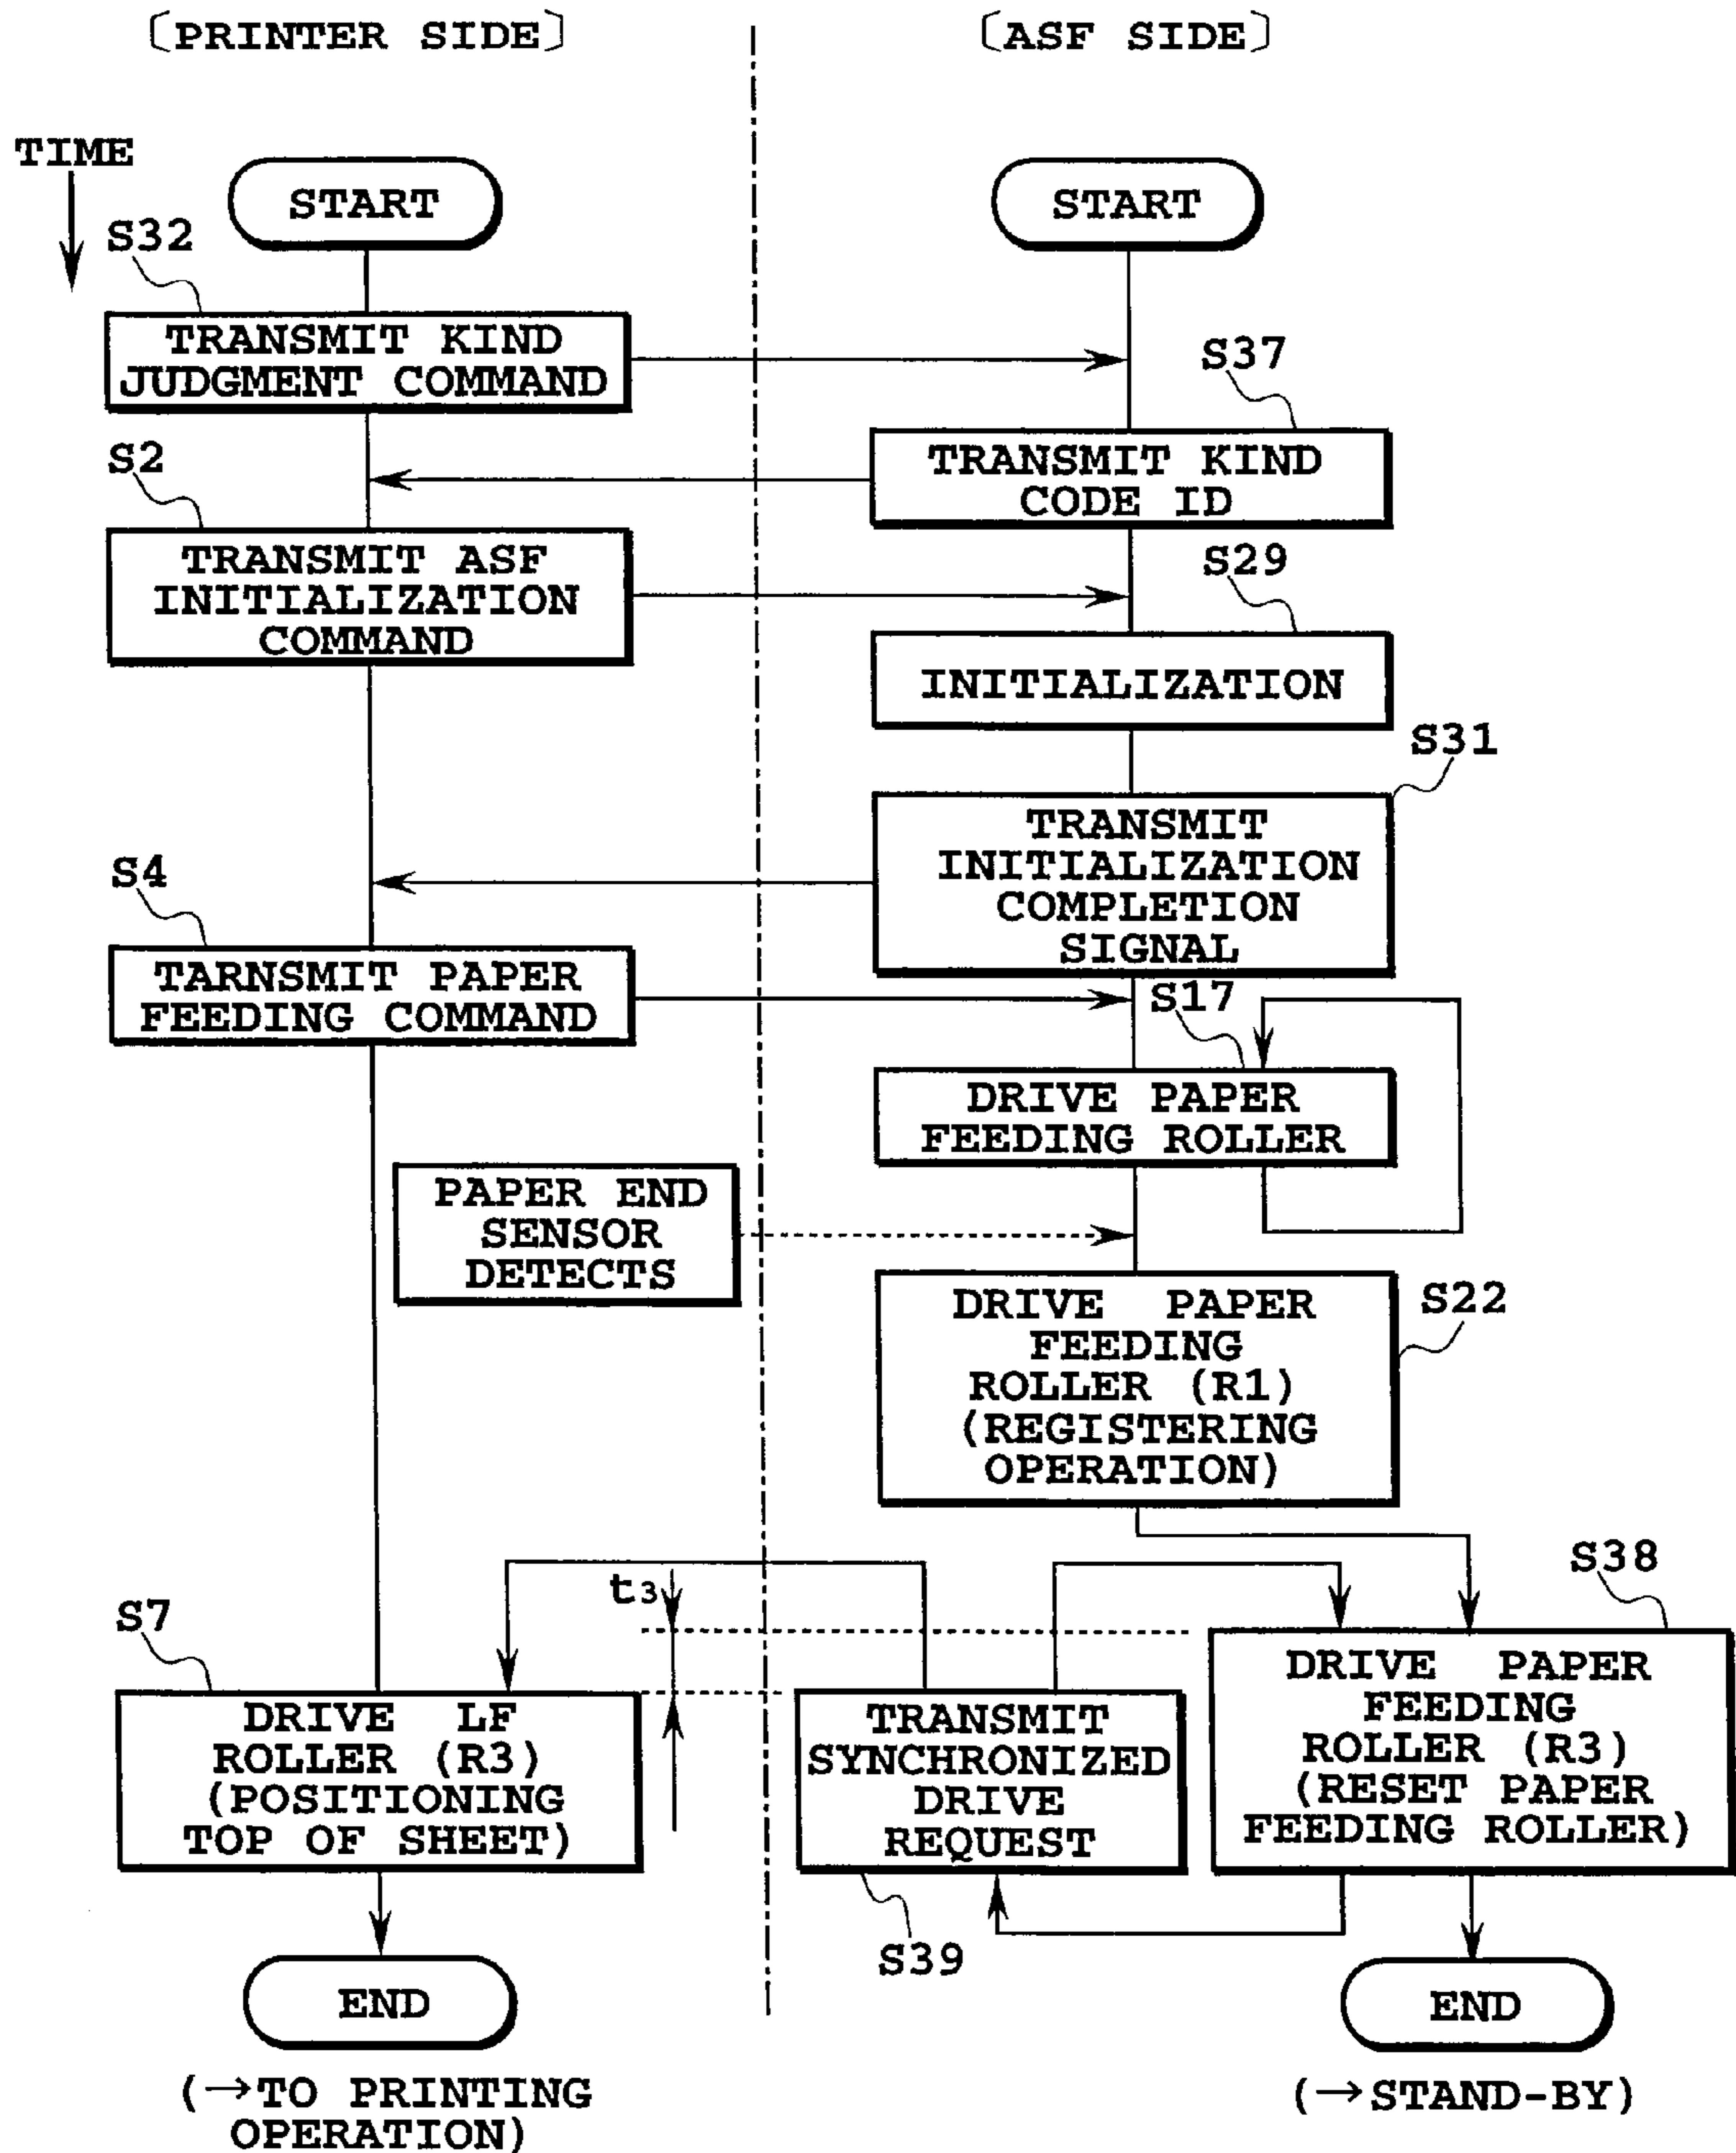 〔PRINTER SIDE〕
〔ASF SIDE〕
TIME
START
START
S32
TRANSMIT KIND
JUDGMENT COMMAND
S37
TRANSMIT KIND
CODE ID
S2
TRANSMIT ASF
INITIALIZATION
COMMAND
S29
INITIALIZATION
S31
TRANSMIT
INITIALIZATION
COMPLETION
SIGNAL
S4
TARNSMIT PAPER
FEEDING COMMAND
S17
DRIVE PAPER
FEEDING ROLLER
PAPER END
SENSOR
DETECTS
S22
DRIVE PAPER
FEEDING
ROLLER (R1)
(REGISTERING
OPERATION)
t3
S38
S7
DRIVE LF
ROLLER (R3)
(POSITIONING
TOP OF SHEET)
TRANSMIT
SYNCHRONIZED
DRIVE
REQUEST
S39
DRIVE PAPER
FEEDING
ROLLER (R3)
(RESET PAPER
FEEDING ROLLER)
END
END
(→TO PRINTING
OPERATION)
(→STAND-BY)